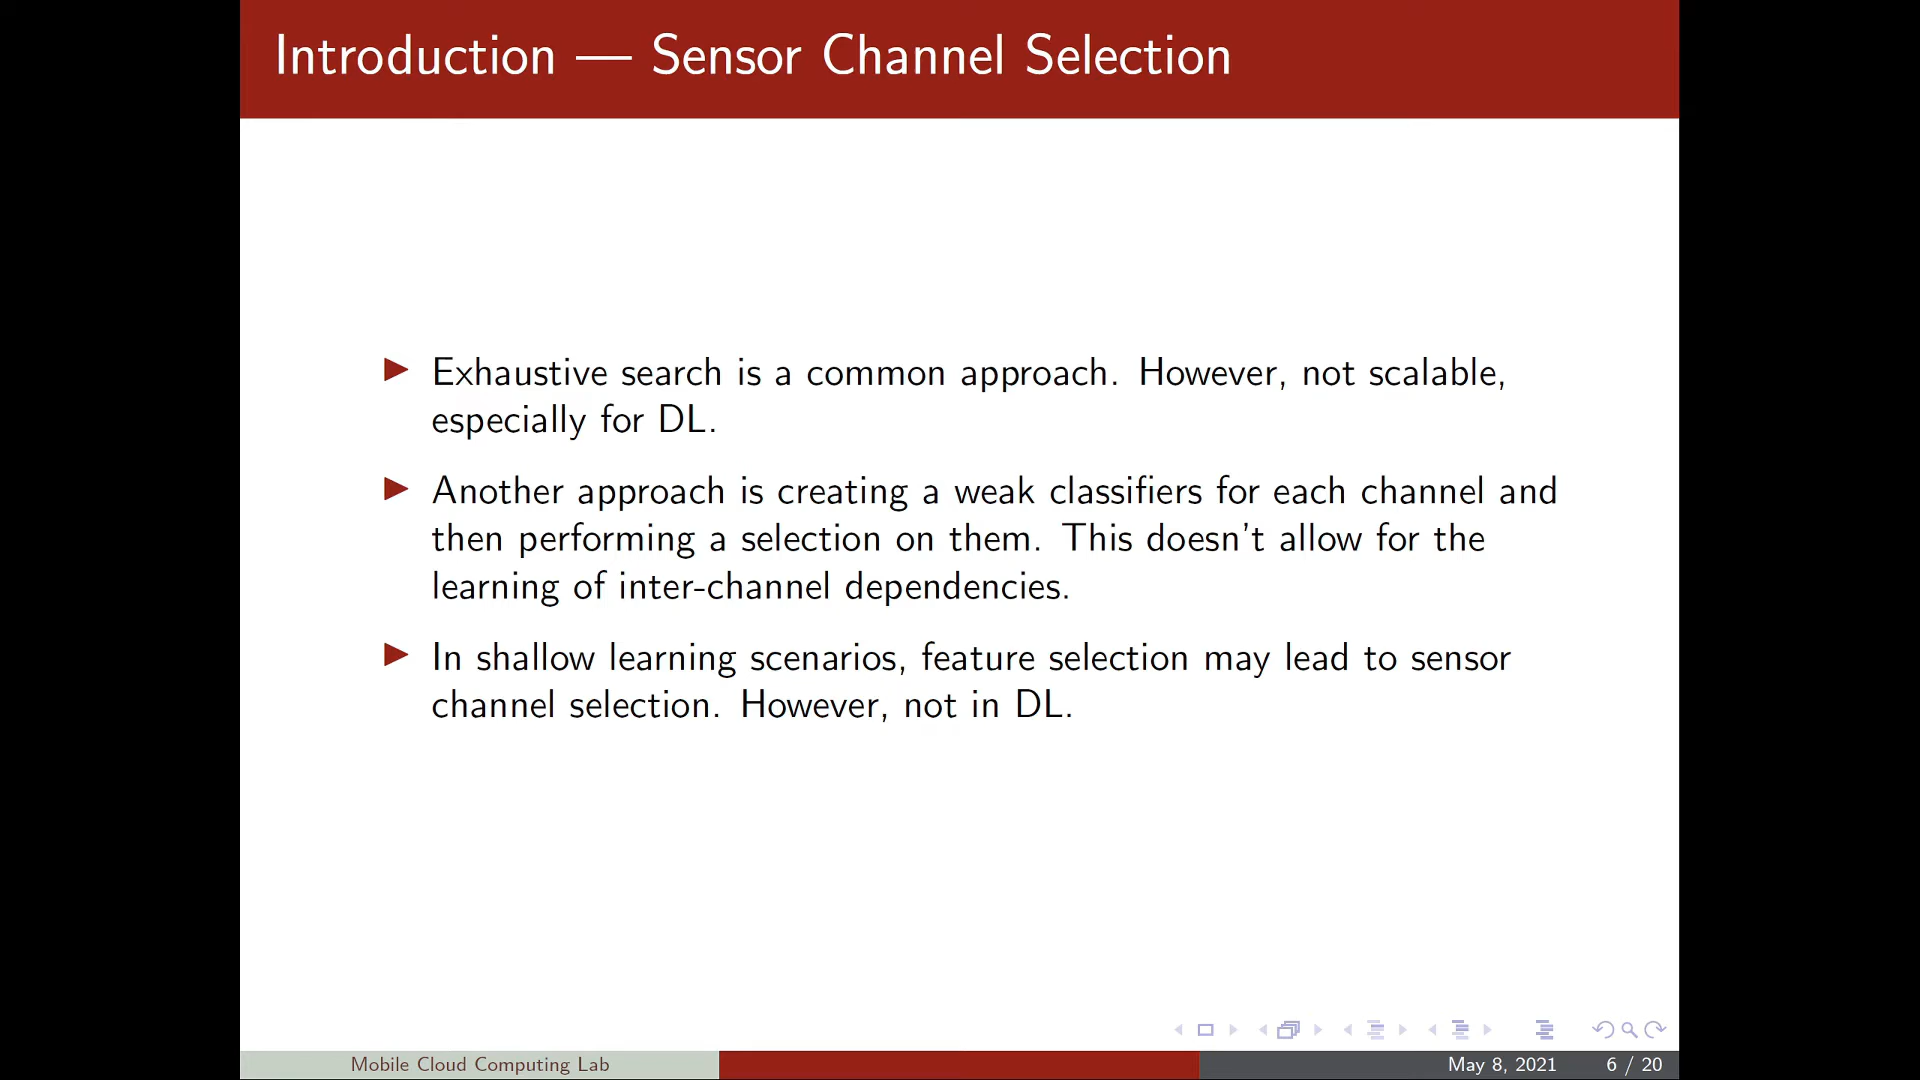 Introduction — Sensor Channel Selection
Exhaustive search is a common approach. However, not scalable,
especially for DL.
Another approach is creating a weak classifiers for each channel and
then performing a selection on them. This doesn't allow for the
learning of inter-channel dependencies.
In shallow learning scenarios, feature selection may lead to sensor
channel selection. However, not in DL.
Mobile Cloud Computing Lab
May 8, 2021
6 / 20